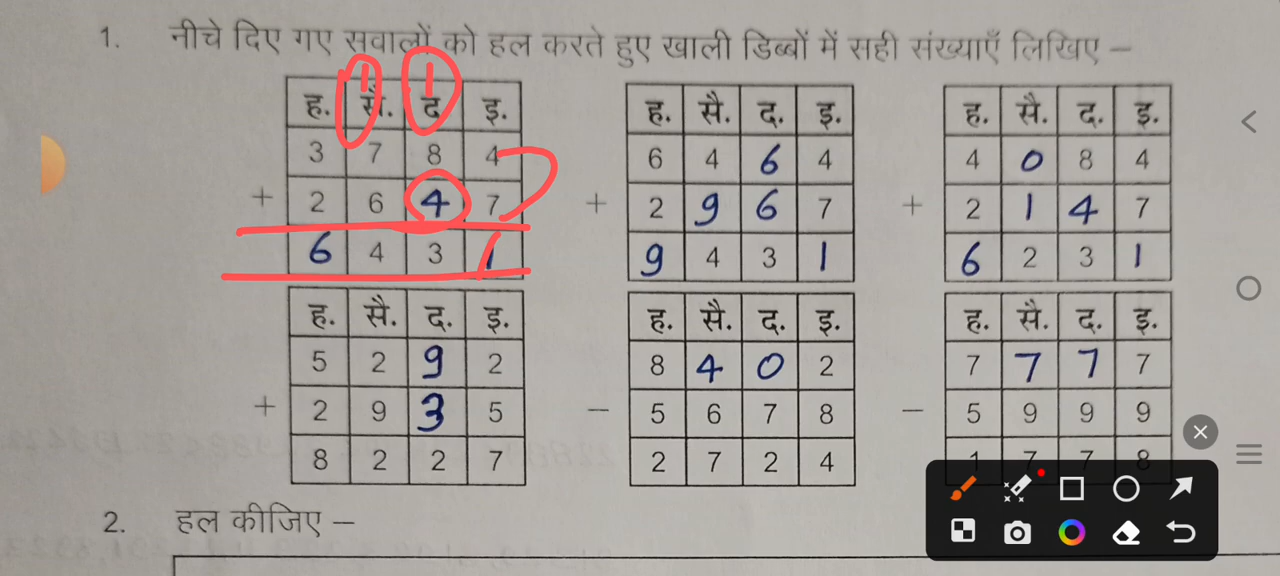 1. नीचे दिए गए सवालों को हल करते हुए खाली डिब्बों में सही संख्याएँ लिखिए –
1 1
ह. सै. द. इ. ह. सै. द. इ. ह. सै. द. इ.
3 7 8 4 6 4 6 4 4 0 8 4
+ 2 6 4 7 + 2 9 6 7 + 2 1 4 7
6 4 3 1 9 4 3 1 6 2 3 1
ह. सै. द. इ. ह. सै. द. इ. ह. सै. द. इ.
5 2 9 2 8 4 0 2 7 7 7 7
+ 2 9 3 5 – 5 6 7 8 – 5 9 9 9
8 2 2 7 2 7 2 4 1 7 7 8
2. हल कीजिए –